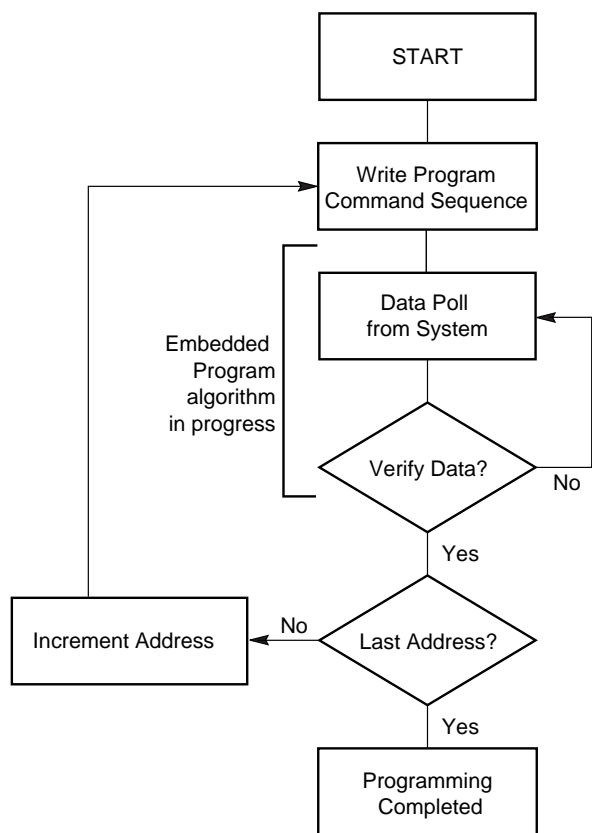 START
Write Program
Command Sequence
Data Poll
from System
Embedded
Program
algorithm
in progress
Verify Data?
No
Yes
Increment Address
No
Last Address?
Yes
Programming
Completed